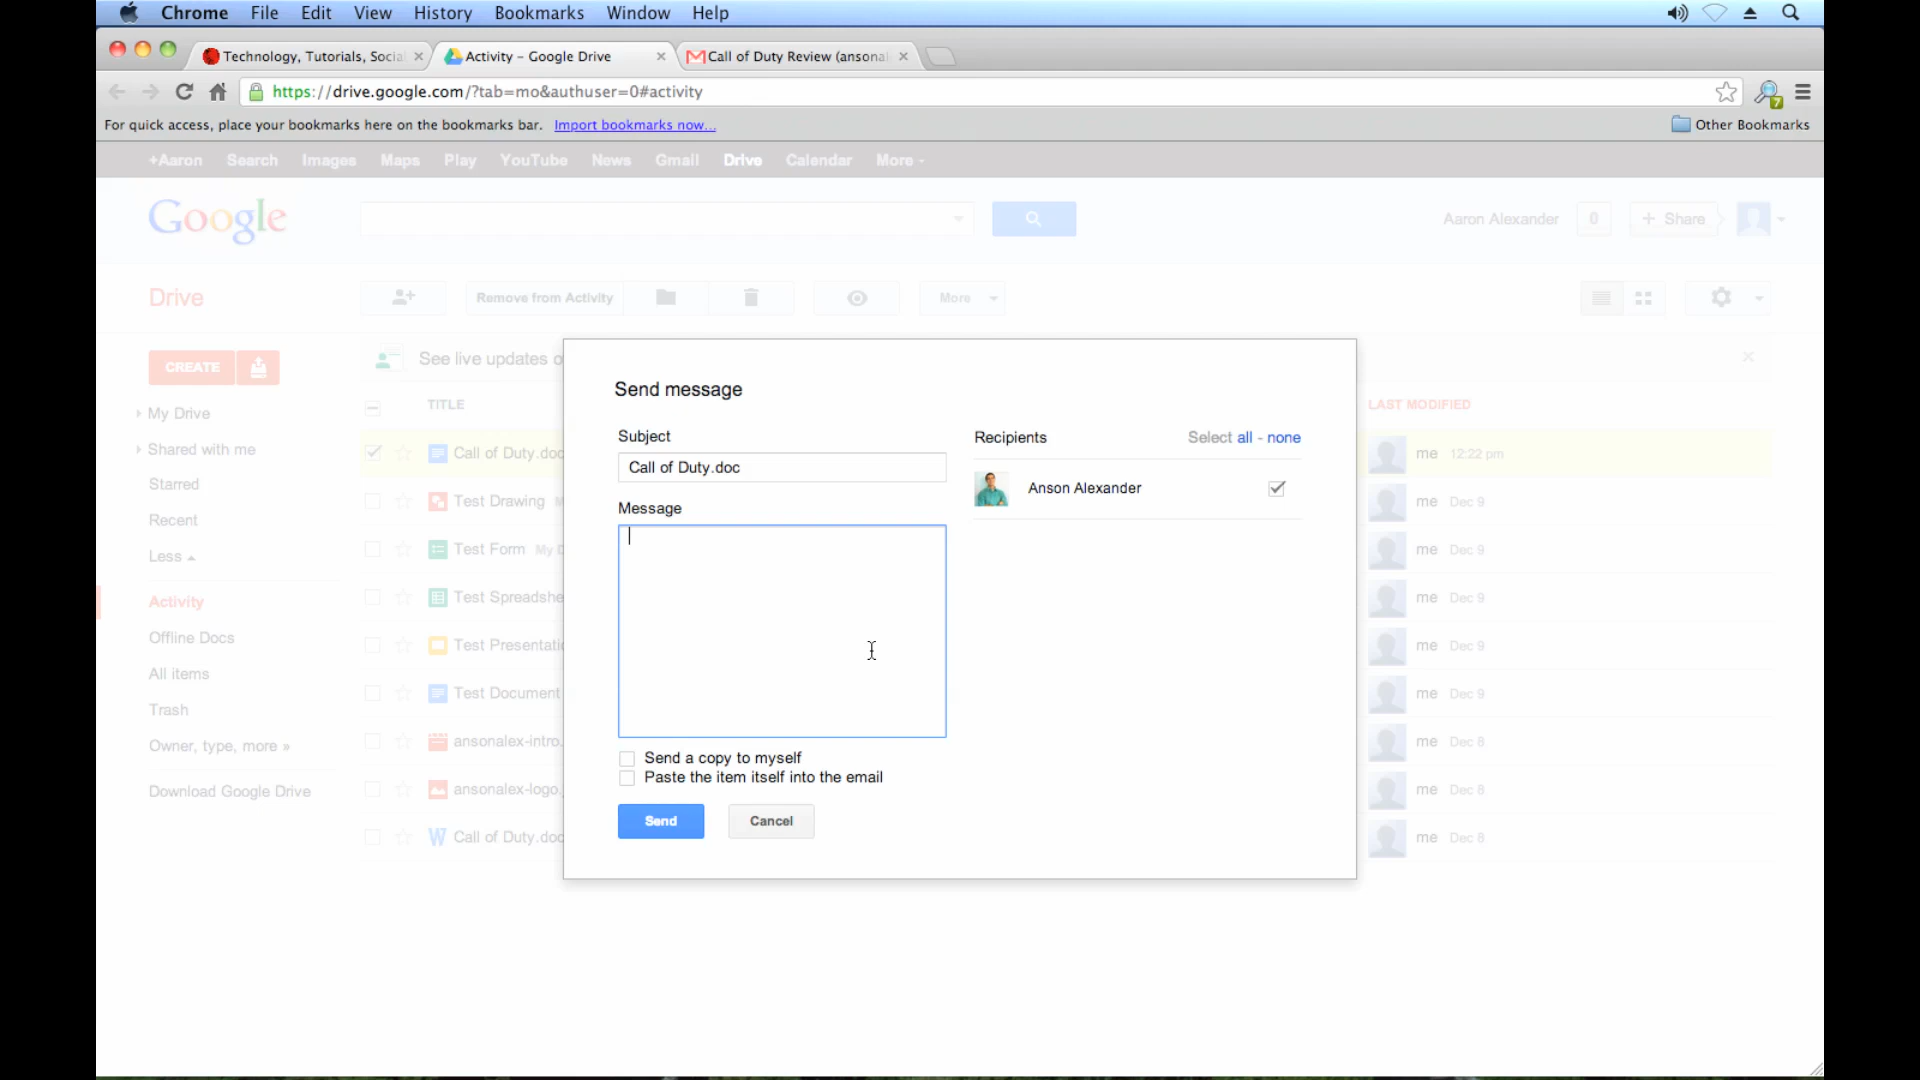 Chrome File Edit View History Bookmarks Window Help
Technology, Tutorials, Socia
Activity – Google Drive
Call of Duty Review (ansona
https://drive.google.com/?tab=mo&authuser=0#activity
7
For quick access, place your bookmarks here on the bookmarks bar. Import bookmarks now...
Other Bookmarks
+Aaron Search Images Maps Play YouTube News Gmail Drive Calendar More
Google
Aaron Alexander 0 + Share
Drive
Remove from Activity
More
CREATE
See live updates o
My Drive
TITLE
LAST MODIFIED
Shared with me
Call of Duty.doc
me 12:22 pm
Starred
Test Drawing
me Dec 9
Recent
Test Form My D
me Dec 9
Less
Activity
Test Spreadshe
me Dec 9
Offline Docs
Test Presentatio
me Dec 9
All items
Test Document
me Dec 9
Trash
Owner, type, more »
ansonalex-intro.
me Dec 8
Download Google Drive
ansonalex-logo.
me Dec 8
W Call of Duty.doc
me Dec 8
Send message
Subject
Call of Duty.doc
Message
Recipients
Select all - none
Anson Alexander
Send a copy to myself
Paste the item itself into the email
Send
Cancel